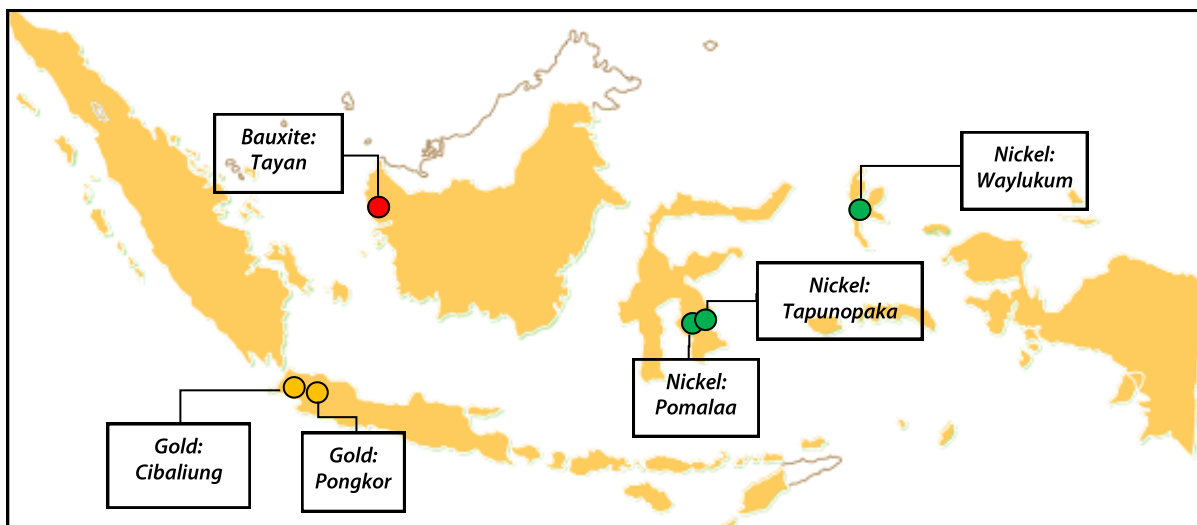 Bauxite:
Tayan
Nickel:
Waylukum
Nickel:
Tapunopaka
Nickel:
Pomalaa
Gold:
Cibaliung
Gold:
Pongkor